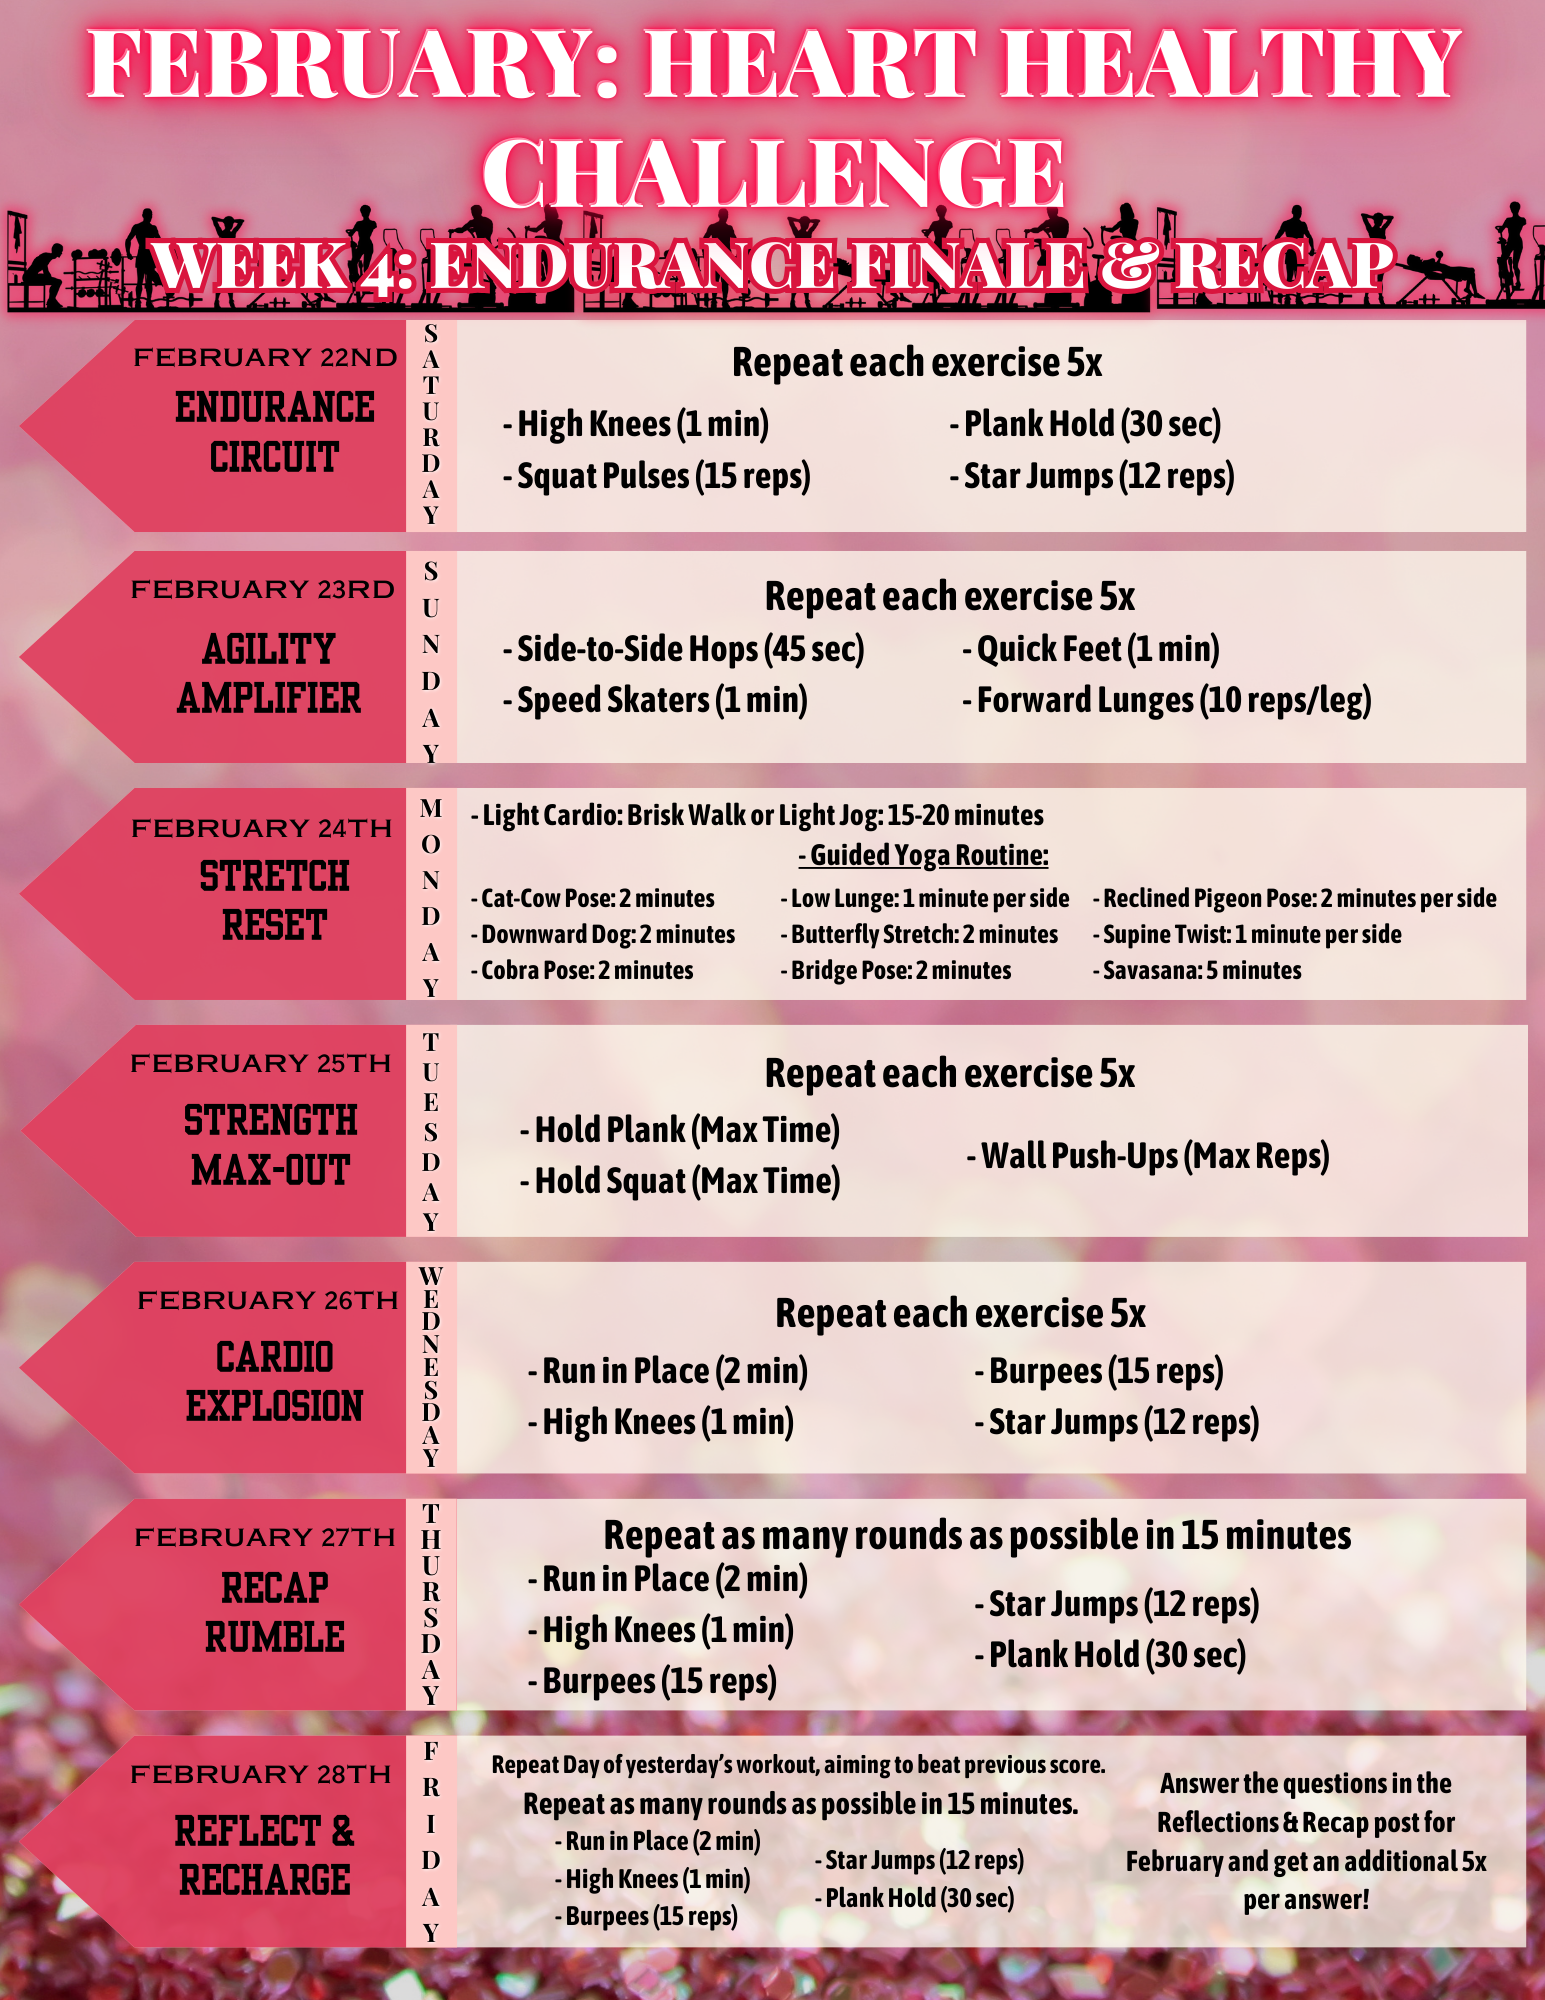 FEBRUARY: HEART HEALTHY
CHALLENGE
WEEK 4: ENDURANCE FINALE & RECAP
FEBRUARY 22ND
ENDURANCE
CIRCUIT
SATURDAY
Repeat each exercise 5x
- High Knees (1 min)
- Squat Pulses (15 reps)
- Plank Hold (30 sec)
- Star Jumps (12 reps)
FEBRUARY 23RD
AGILITY
AMPLIFIER
SUNDAY
Repeat each exercise 5x
- Side-to-Side Hops (45 sec)
- Speed Skaters (1 min)
- Quick Feet (1 min)
- Forward Lunges (10 reps/leg)
FEBRUARY 24TH
STRETCH
RESET
MONDAY
- Light Cardio: Brisk Walk or Light Jog: 15-20 minutes
- Guided Yoga Routine:
- Cat-Cow Pose: 2 minutes
- Downward Dog: 2 minutes
- Cobra Pose: 2 minutes
- Low Lunge: 1 minute per side
- Butterfly Stretch: 2 minutes
- Bridge Pose: 2 minutes
- Reclined Pigeon Pose: 2 minutes per side
- Supine Twist: 1 minute per side
- Savasana: 5 minutes
FEBRUARY 25TH
STRENGTH
MAX-OUT
TUESDAY
Repeat each exercise 5x
- Hold Plank (Max Time)
- Hold Squat (Max Time)
- Wall Push-Ups (Max Reps)
FEBRUARY 26TH
CARDIO
EXPLOSION
WEDNESDAY
Repeat each exercise 5x
- Run in Place (2 min)
- High Knees (1 min)
- Burpees (15 reps)
- Star Jumps (12 reps)
FEBRUARY 27TH
RECAP
RUMBLE
THURSDAY
Repeat as many rounds as possible in 15 minutes
- Run in Place (2 min)
- High Knees (1 min)
- Burpees (15 reps)
- Star Jumps (12 reps)
- Plank Hold (30 sec)
FEBRUARY 28TH
REFLECT &
RECHARGE
FRIDAY
Repeat Day of yesterday's workout, aiming to beat previous score.
Repeat as many rounds as possible in 15 minutes.
- Run in Place (2 min)
- High Knees (1 min)
- Burpees (15 reps)
- Star Jumps (12 reps)
- Plank Hold (30 sec)
Answer the questions in the
Reflections & Recap post for
February and get an additional 5x
per answer!